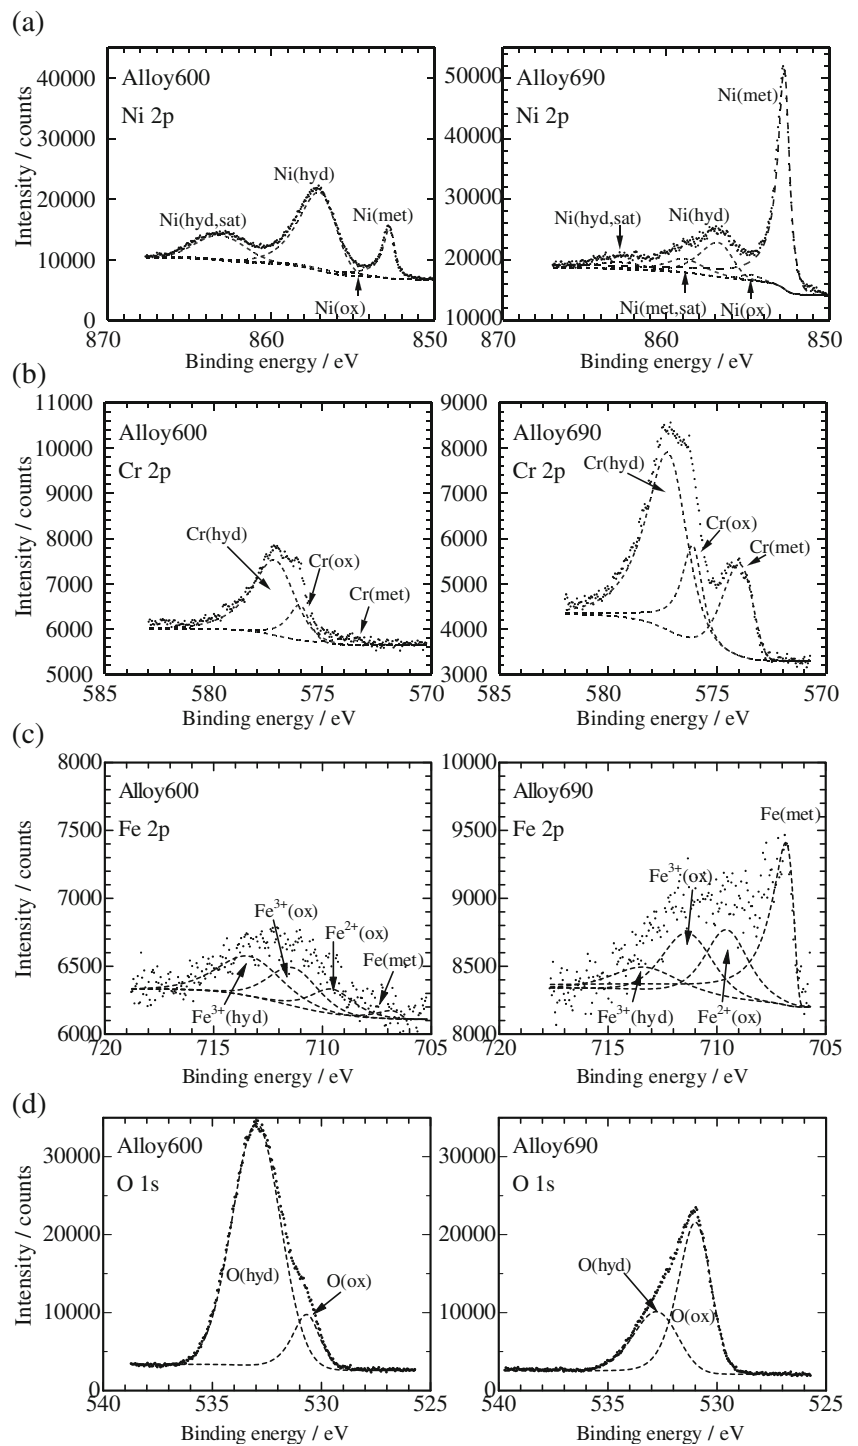 (a)
Alloy600
Ni 2p
Ni(hyd,sat)
Ni(hyd)
Ni(met)
Ni(ox)
40000
30000
20000
10000
0
870
860
850
Intensity / counts
Binding energy / eV
Alloy690
Ni 2p
Ni(met)
Ni(hyd,sat)
Ni(hyd)
Ni(met,sat)
Ni(ox)
50000
40000
30000
20000
10000
870
860
850
Binding energy / eV
(b)
Alloy600
Cr 2p
Cr(hyd)
Cr(ox)
Cr(met)
11000
10000
9000
8000
7000
6000
5000
585
580
575
570
Intensity / counts
Binding energy / eV
Alloy690
Cr 2p
Cr(hyd)
Cr(ox)
Cr(met)
9000
8000
7000
6000
5000
4000
3000
585
580
575
570
Binding energy / eV
(c)
Alloy600
Fe 2p
Fe3+(ox)
Fe2+(ox)
Fe(met)
Fe3+(hyd)
8000
7500
7000
6500
6000
720
715
710
705
Intensity / counts
Binding energy / eV
Alloy690
Fe 2p
Fe(met)
Fe3+(ox)
Fe3+(hyd)
Fe2+(ox)
10000
9500
9000
8500
8000
720
715
710
705
Binding energy / eV
(d)
Alloy600
O 1s
O(hyd)
O(ox)
30000
20000
10000
0
540
535
530
525
Intensity / counts
Binding energy / eV
Alloy690
O 1s
O(hyd)
O(ox)
30000
20000
10000
0
540
535
530
525
Binding energy / eV